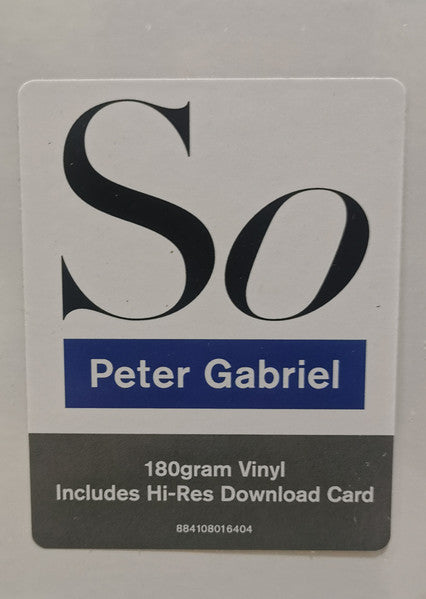 So
Peter Gabriel
180gram Vinyl
Includes Hi-Res Download Card
884108016404